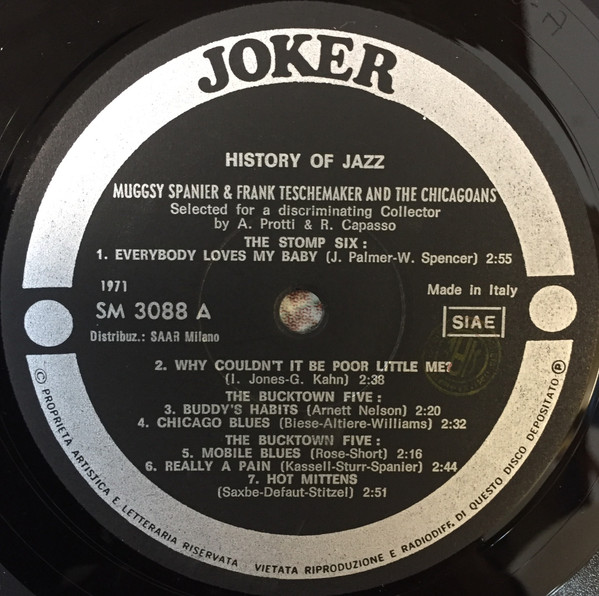 JOKER
HISTORY OF JAZZ
MUGGSY SPANIER & FRANK TESCHEMAKER AND THE CHICAGOANS
Selected for a discriminating Collector
by A. Protti & R. Capasso
THE STOMP SIX :
1. EVERYBODY LOVES MY BABY (J. Palmer-W. Spencer) 2:55
1971
Made in Italy
SM 3088 A
SIAE
Distribuz.: SAAR Milano
2. WHY COULDN'T IT BE POOR LITTLE ME?
(I. Jones-G. Kahn) 2:38
THE BUCKTOWN FIVE :
3. BUDDY'S HABITS (Arnett Nelson) 2:20
4. CHICAGO BLUES (Biese-Altiere-Williams) 2:32
THE BUCKTOWN FIVE :
5. MOBILE BLUES (Rose-Short) 2:16
6. REALLY A PAIN (Kassell-Sturr-Spanier) 2:44
7. HOT MITTENS
(Saxbe-Defaut-Stitzel) 2:51
© PROPRIETÀ ARTISTICA E LETTERARIA RISERVATA VIETATA RIPRODUZIONE E RADIODIFF. DI QUESTO DISCO DEPOSITATO ℗